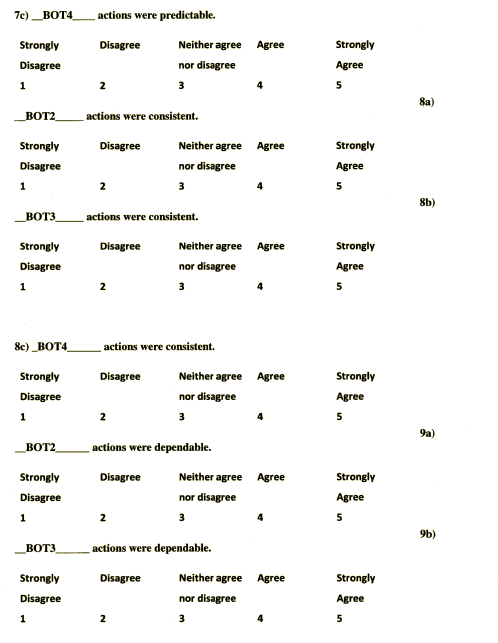 7c) __BOT4____ actions were predictable.
Strongly Disagree Neither agree Agree Strongly
Disagree nor disagree Agree
1 2 3 4 5
8a)
__BOT2_____ actions were consistent.
Strongly Disagree Neither agree Agree Strongly
Disagree nor disagree Agree
1 2 3 4 5
8b)
__BOT3_____ actions were consistent.
Strongly Disagree Neither agree Agree Strongly
Disagree nor disagree Agree
1 2 3 4 5
8c) _BOT4______ actions were consistent.
Strongly Disagree Neither agree Agree Strongly
Disagree nor disagree Agree
1 2 3 4 5
9a)
__BOT2______ actions were dependable.
Strongly Disagree Neither agree Agree Strongly
Disagree nor disagree Agree
1 2 3 4 5
9b)
__BOT3______ actions were dependable.
Strongly Disagree Neither agree Agree Strongly
Disagree nor disagree Agree
1 2 3 4 5